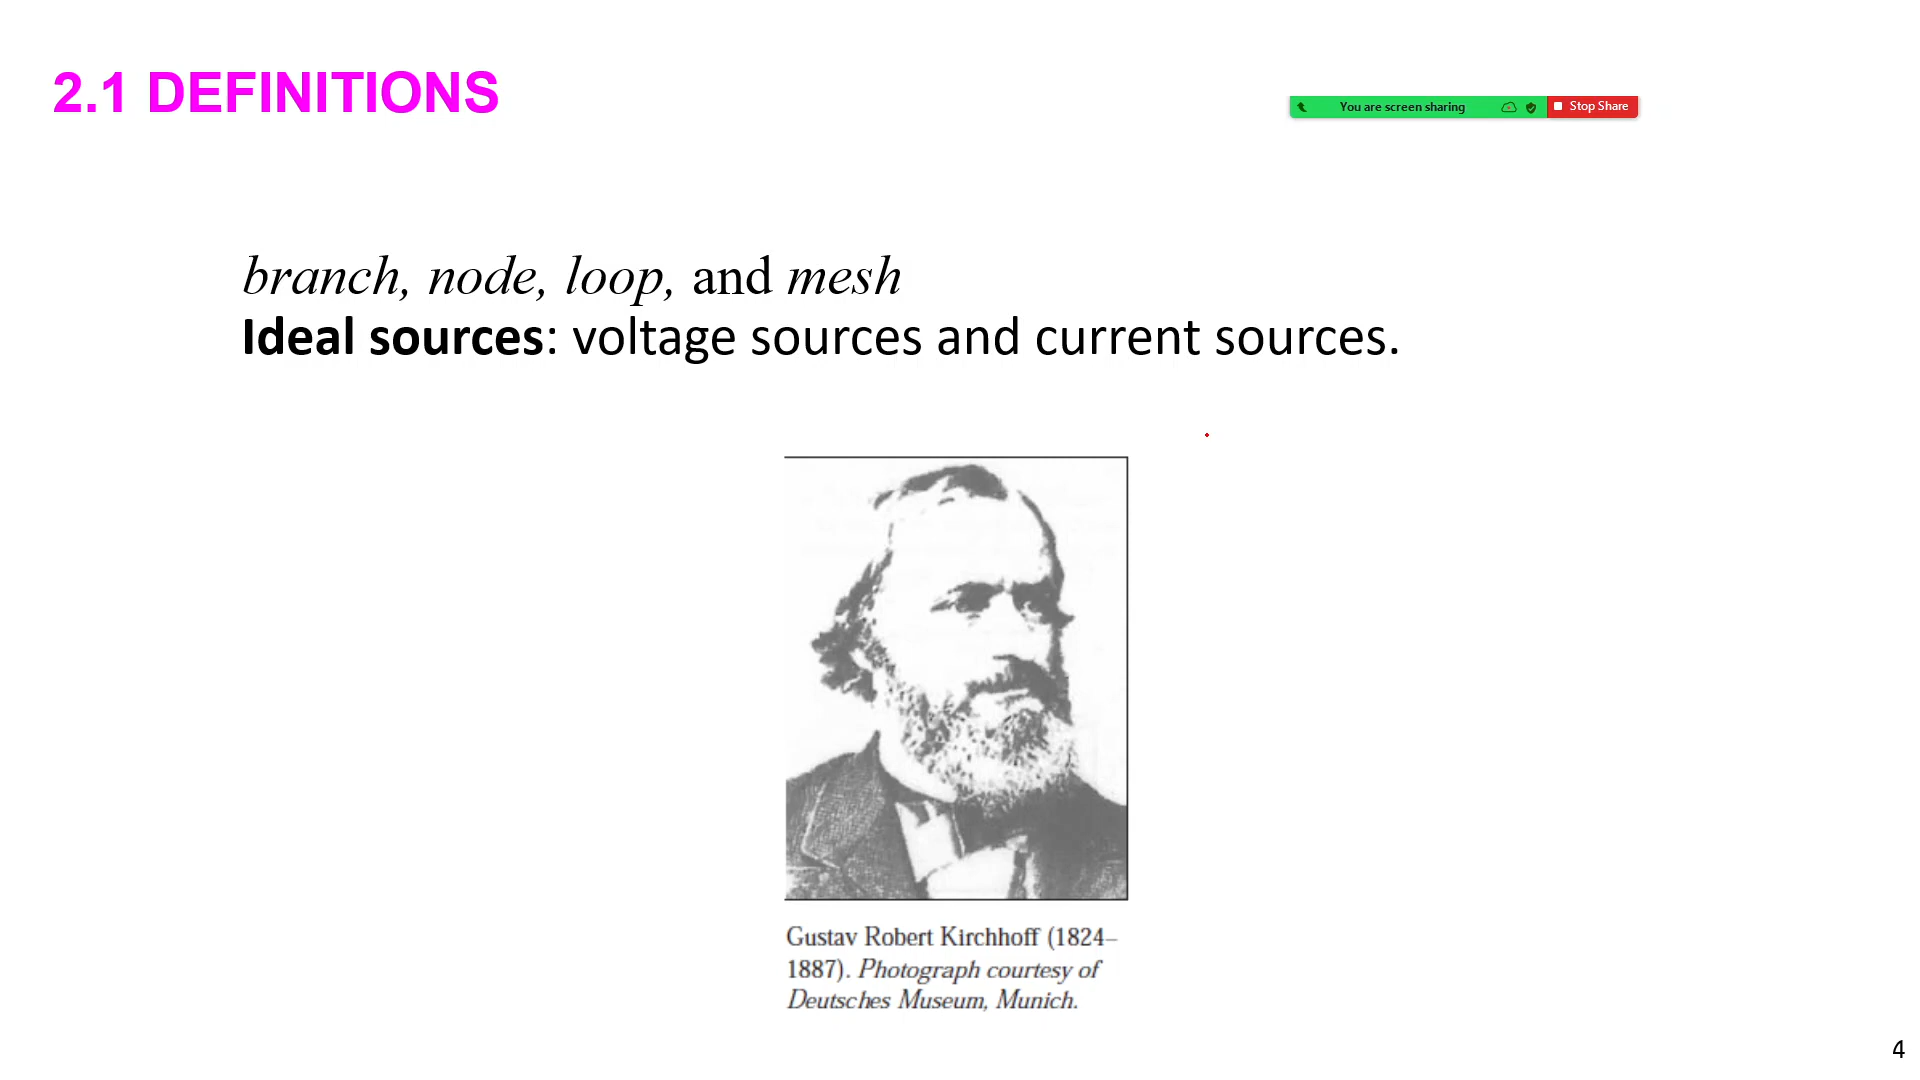 2.1 DEFINITIONS
You are screen sharing
Stop Share
branch, node, loop, and mesh
Ideal sources: voltage sources and current sources.
Gustav Robert Kirchhoff (1824–
1887). Photograph courtesy of
Deutsches Museum, Munich.
4